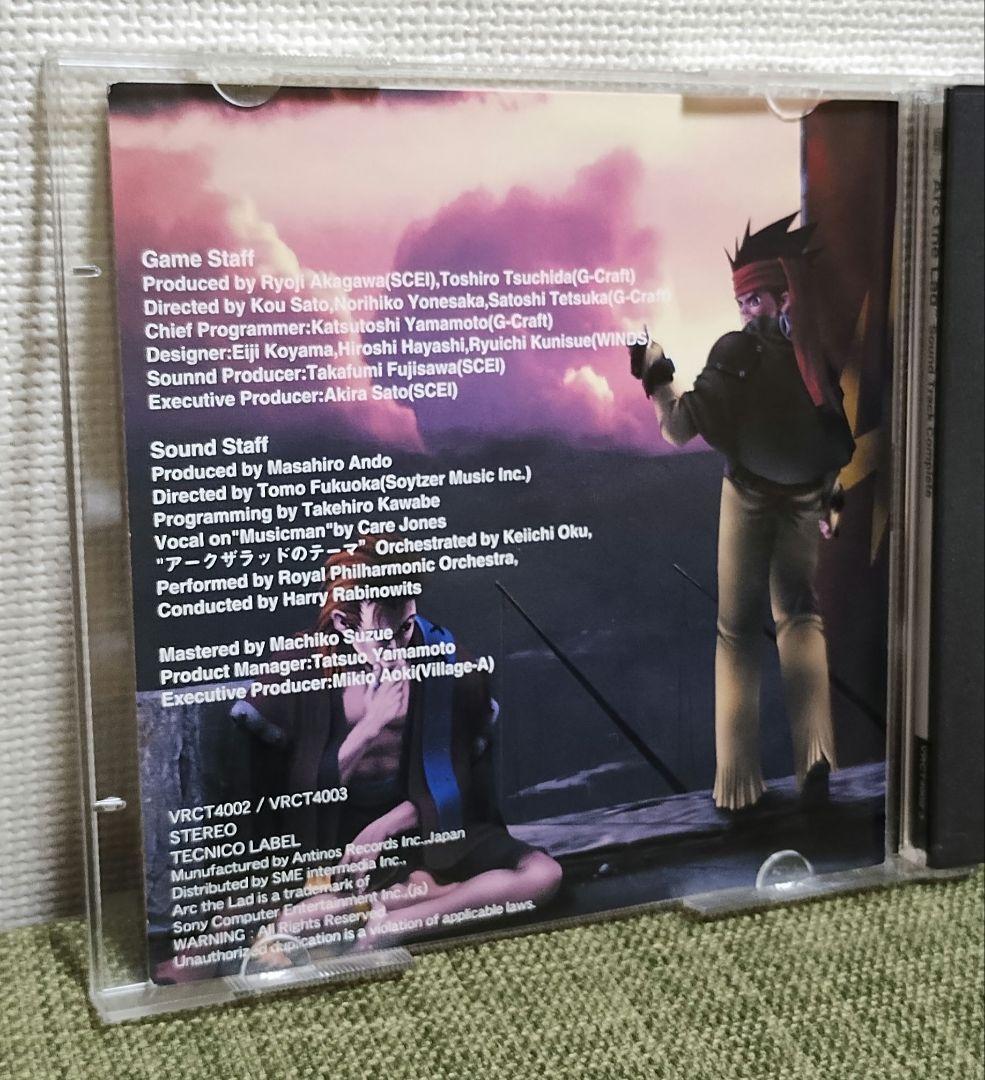 Game Staff
Produced by Ryoji Akagawa(SCEI),Toshiro Tsuchida(G-Craft)
Directed by Kou Sato,Norihiko Yonesaka,Satoshi Tetsuka(G-Craft)
Chief Programmer:Katsutoshi Yamamoto(G-Craft)
Designer:Eiji Koyama,Hiroshi Hayashi,Ryuichi Kunisue(WINDS)
Sounnd Producer:Takafumi Fujisawa(SCEI)
Executive Producer:Akira Sato(SCEI)
Sound Staff
Produced by Masahiro Ando
Directed by Tomo Fukuoka(Soytzer Music Inc.)
Programming by Takehiro Kawabe
Vocal on"Musicman"by Care Jones
"アークザラッドのテーマ" Orchestrated by Keiichi Oku,
Performed by Royal Philharmonic Orchestra,
Conducted by Harry Rabinowits
Mastered by Machiko Suzue
Product Manager:Tatsuo Yamamoto
Executive Producer:Mikio Aoki(Village-A)
VRCT4002 / VRCT4003
STEREO
TECNICO LABEL
Munufactured by Antinos Records Inc.,Japan
Distributed by SME intermedia Inc.,
Arc the Lad is a trademark of
Sony Computer Entertainment Inc.,(is)
WARNING : All Rights Reserved.
Unauthorized duplication is a violation of applicable laws.
Arc the Lad Sound Track Complete